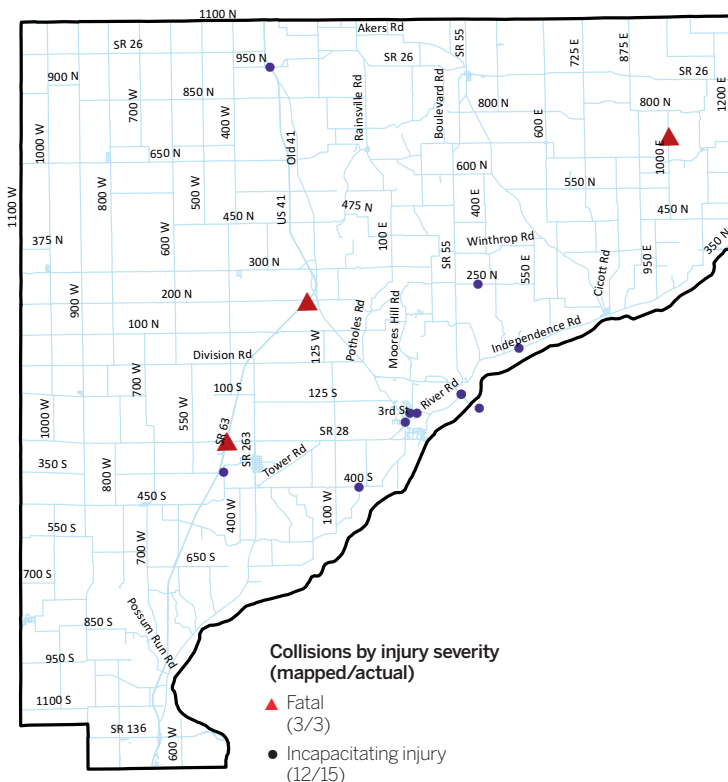 1100 N
Akers Rd
SR 26
950 N
SR 55
725 E
875 E
SR 26
SR 26
900 N
850 N
700 W
400 W
Rainsville Rd
Boulevard Rd
800 N
800 N
1200 E
600 E
1000 W
Old 41
650 N
1000 E
600 N
550 N
1100 W
800 W
500 W
US 41
475 N
450 N
450 N
400 E
100 E
375 N
600 W
Winthrop Rd
SR 55
550 E
950 E
350 N
300 N
250 N
Cicott Rd
900 W
200 N
Potholes Rd
Moores Hill Rd
100 N
125 W
Independence Rd
Division Rd
700 W
100 S
125 S
River Rd
550 W
3rd St
1000 W
SR 63
SR 263
SR 28
Tower Rd
350 S
800 W
400 S
450 S
400 W
100 W
550 S
700 W
650 S
700 S
Possum Run Rd
850 S
950 S
1100 S
SR 136
600 W
Collisions by injury severity
(mapped/actual)
Fatal
(3/3)
Incapacitating injury
(12/15)